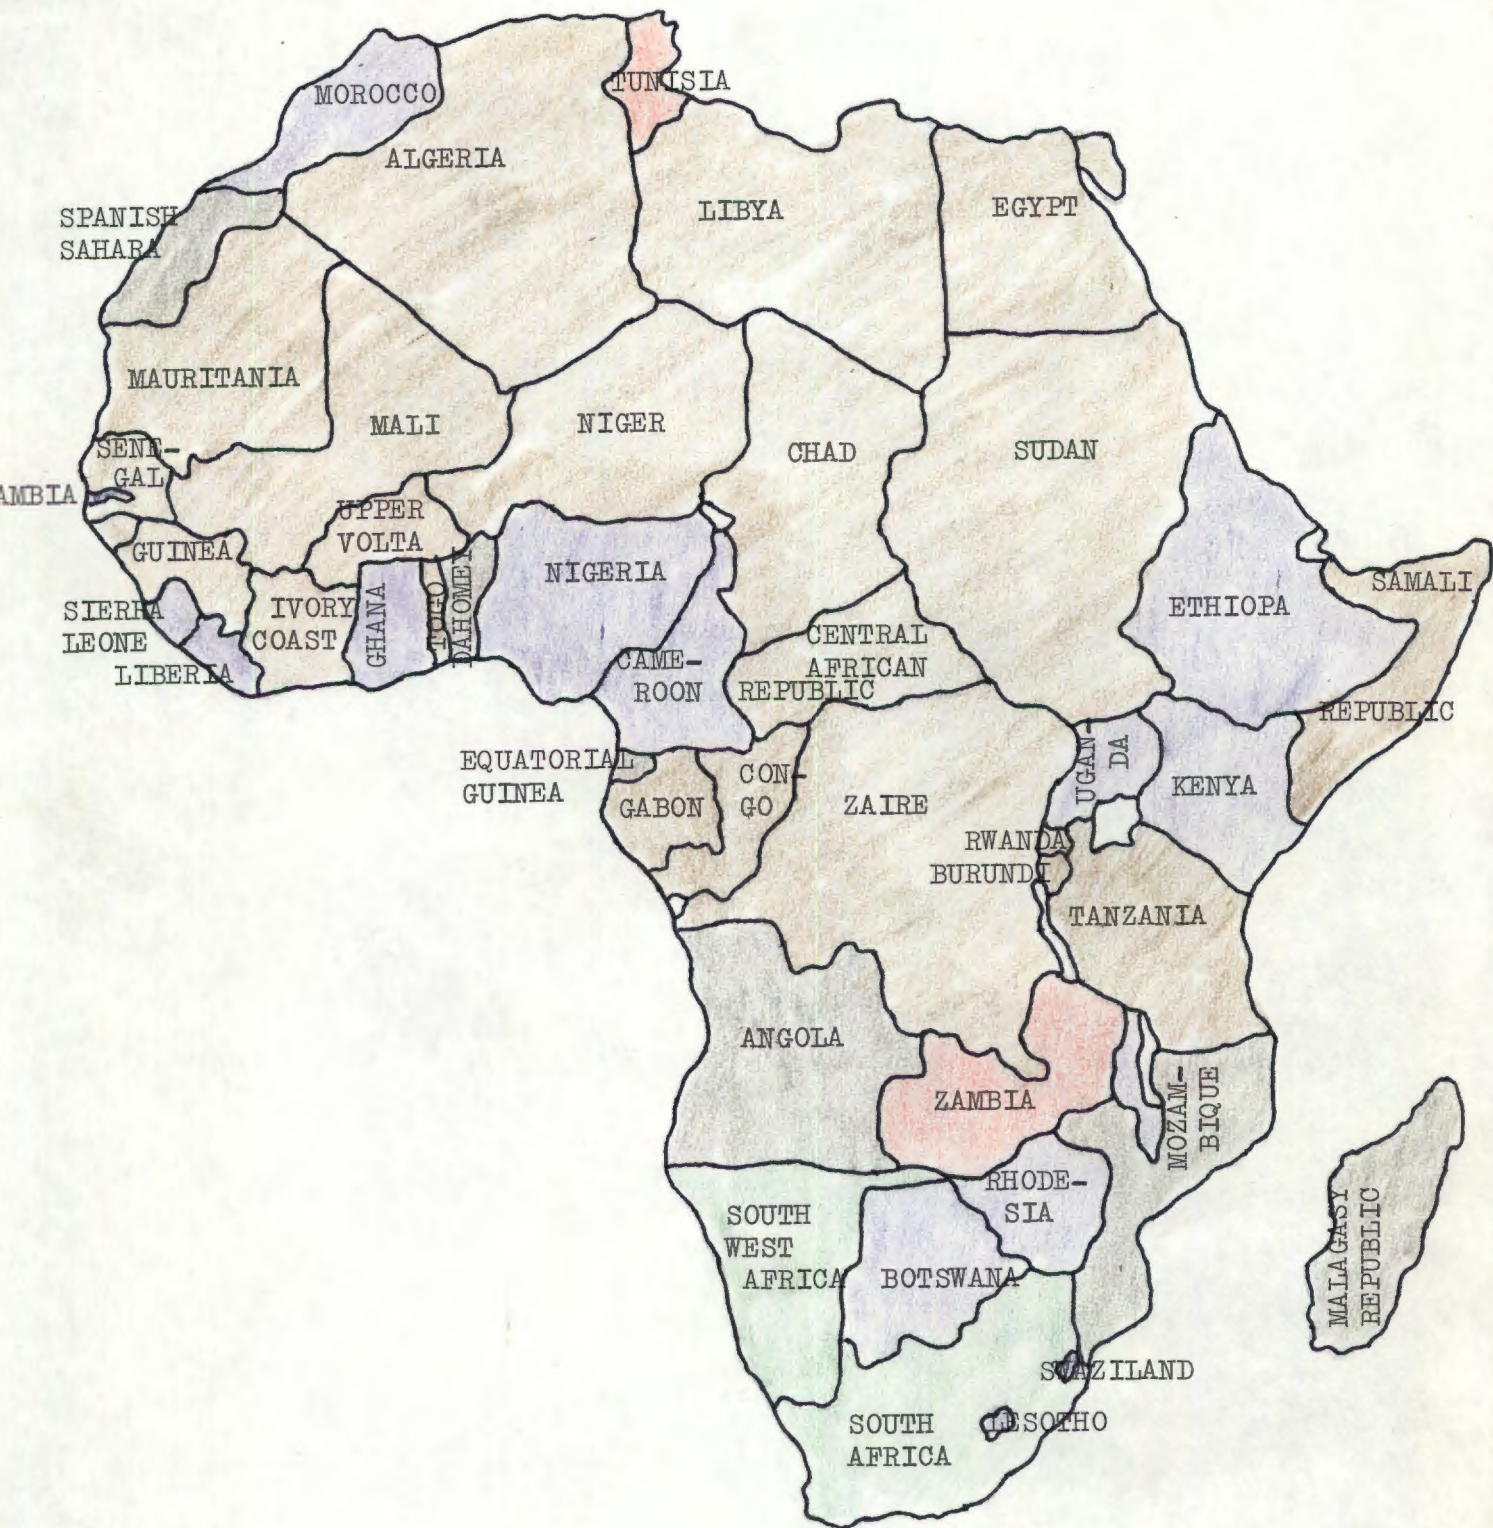 MOROCCO
TUNISIA
ALGERIA
LIBYA
EGYPT
SPANISH
SAHARA
MAURITANIA
MALI
NIGER
CHAD
SUDAN
SENE-
GAL
AMBIA
UPPER
VOLTA
GUINEA
NIGERIA
SAMALI
REPUBLIC
ETHIOPA
SIERRA
LEONE
LIBERIA
IVORY
COAST
GHANA
TOGO
DAHOMEY
CAME-
ROON
CENTRAL
AFRICAN
REPUBLIC
EQUATORIAL
GUINEA
GABON
CON-
GO
ZAIRE
UGAN-
DA
KENYA
RWANDA
BURUNDI
TANZANIA
ANGOLA
ZAMBIA
MOZAM-
BIQUE
RHODE-
SIA
SOUTH
WEST
AFRICA
BOTSWANA
MALAGASY
REPUBLIC
SWAZILAND
LESOTHO
SOUTH
AFRICA